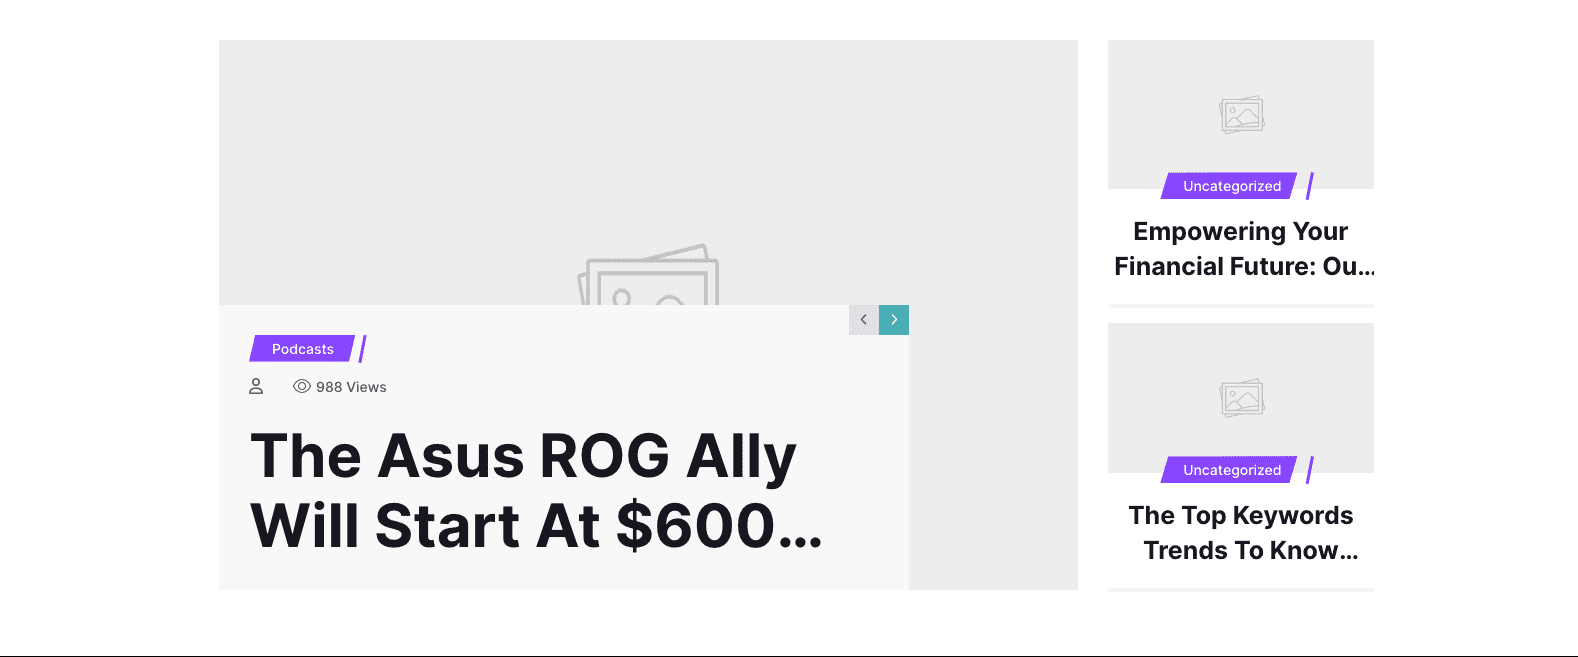 Podcasts
988 Views
The Asus ROG Ally
Will Start At $600...
Uncategorized
Empowering Your
Financial Future: Ou...
Uncategorized
The Top Keywords
Trends To Know...